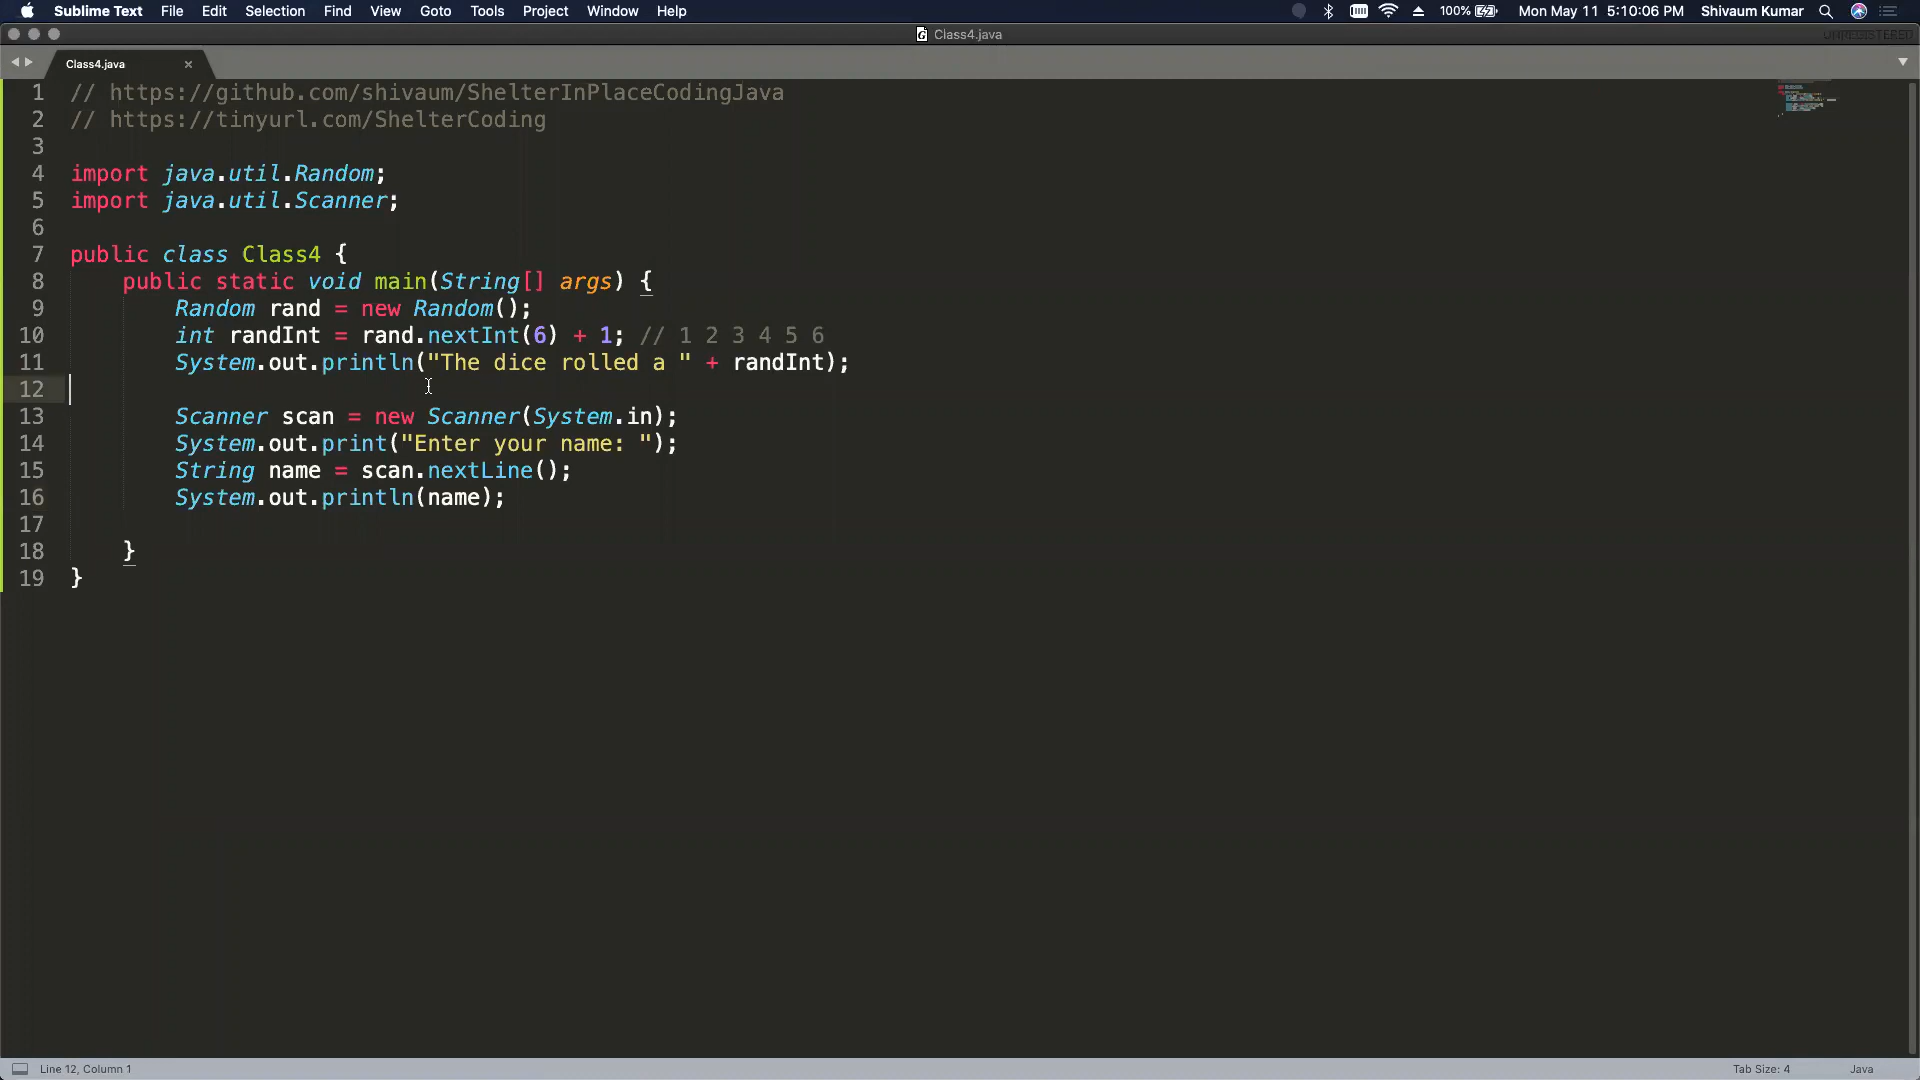 Sublime Text File Edit Selection Find View Goto Tools Project Window Help 100% Mon May 11 5:10:06 PM Shivaum Kumar
Class4.java
UNREGISTERED
Class4.java
1 // https://github.com/shivaum/ShelterInPlaceCodingJava
2 // https://tinyurl.com/ShelterCoding
3
4 import java.util.Random;
5 import java.util.Scanner;
6
7 public class Class4 {
8 public static void main(String[] args) {
9 Random rand = new Random();
10 int randInt = rand.nextInt(6) + 1; // 1 2 3 4 5 6
11 System.out.println("The dice rolled a " + randInt);
12
13 Scanner scan = new Scanner(System.in);
14 System.out.print("Enter your name: ");
15 String name = scan.nextLine();
16 System.out.println(name);
17
18 }
19 }
Line 12, Column 1 Tab Size: 4 Java